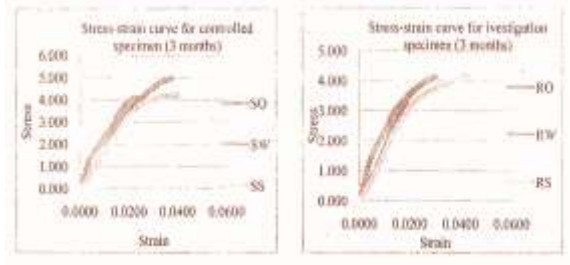 Stress-strain curve for controlled
specimen (3 months)
6.000
5.000
4.000
3.000
2.000
1.000
0.000
Stress
0.0000 0.0200 0.0400 0.0600
Strain
SO
SW
SS
Stress-strain curve for ivestigation
specimen (3 months)
5.000
4.000
3.000
2.000
1.000
0.000
Stress
0.0000 0.0200 0.0400 0.0600
Strain
RO
RW
RS